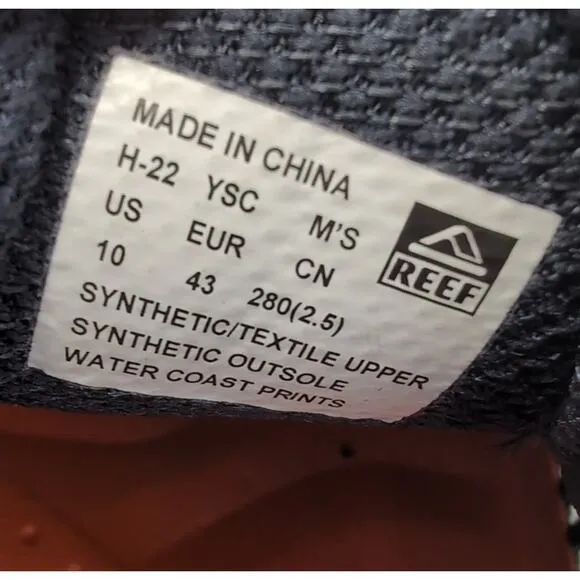 MADE IN CHINA
H-22 YSC M'S
US EUR CN
10 43 280(2.5)
SYNTHETIC/TEXTILE UPPER
SYNTHETIC OUTSOLE
WATER COAST PRINTS
REEF